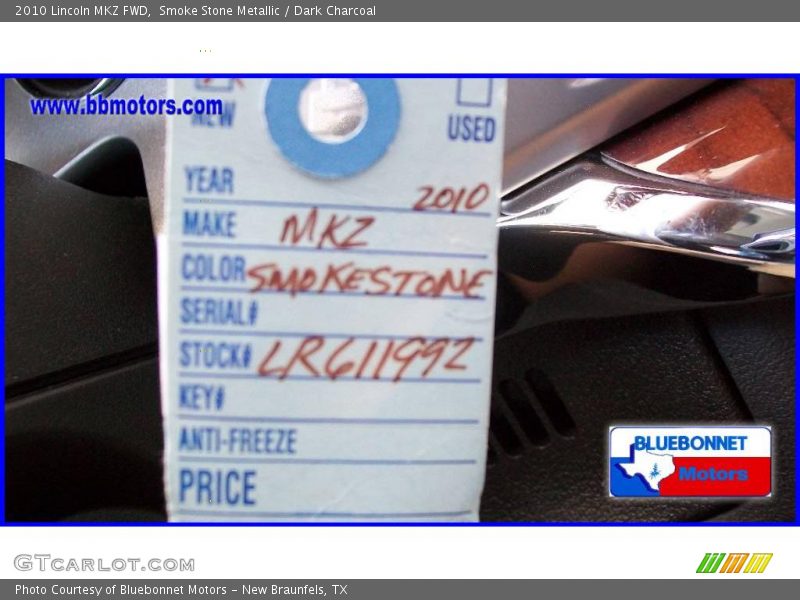 2010 Lincoln MKZ FWD,  Smoke Stone Metallic / Dark Charcoal
...
www.bbmotors.com
NEW
USED
YEAR 2010
MAKE MKZ
COLOR SMOKESTONE
SERIAL#
STOCK# LR611992
KEY#
ANTI-FREEZE
PRICE
BLUEBONNET
Motors
GTCARLOT.COM
Photo Courtesy of Bluebonnet Motors – New Braunfels, TX